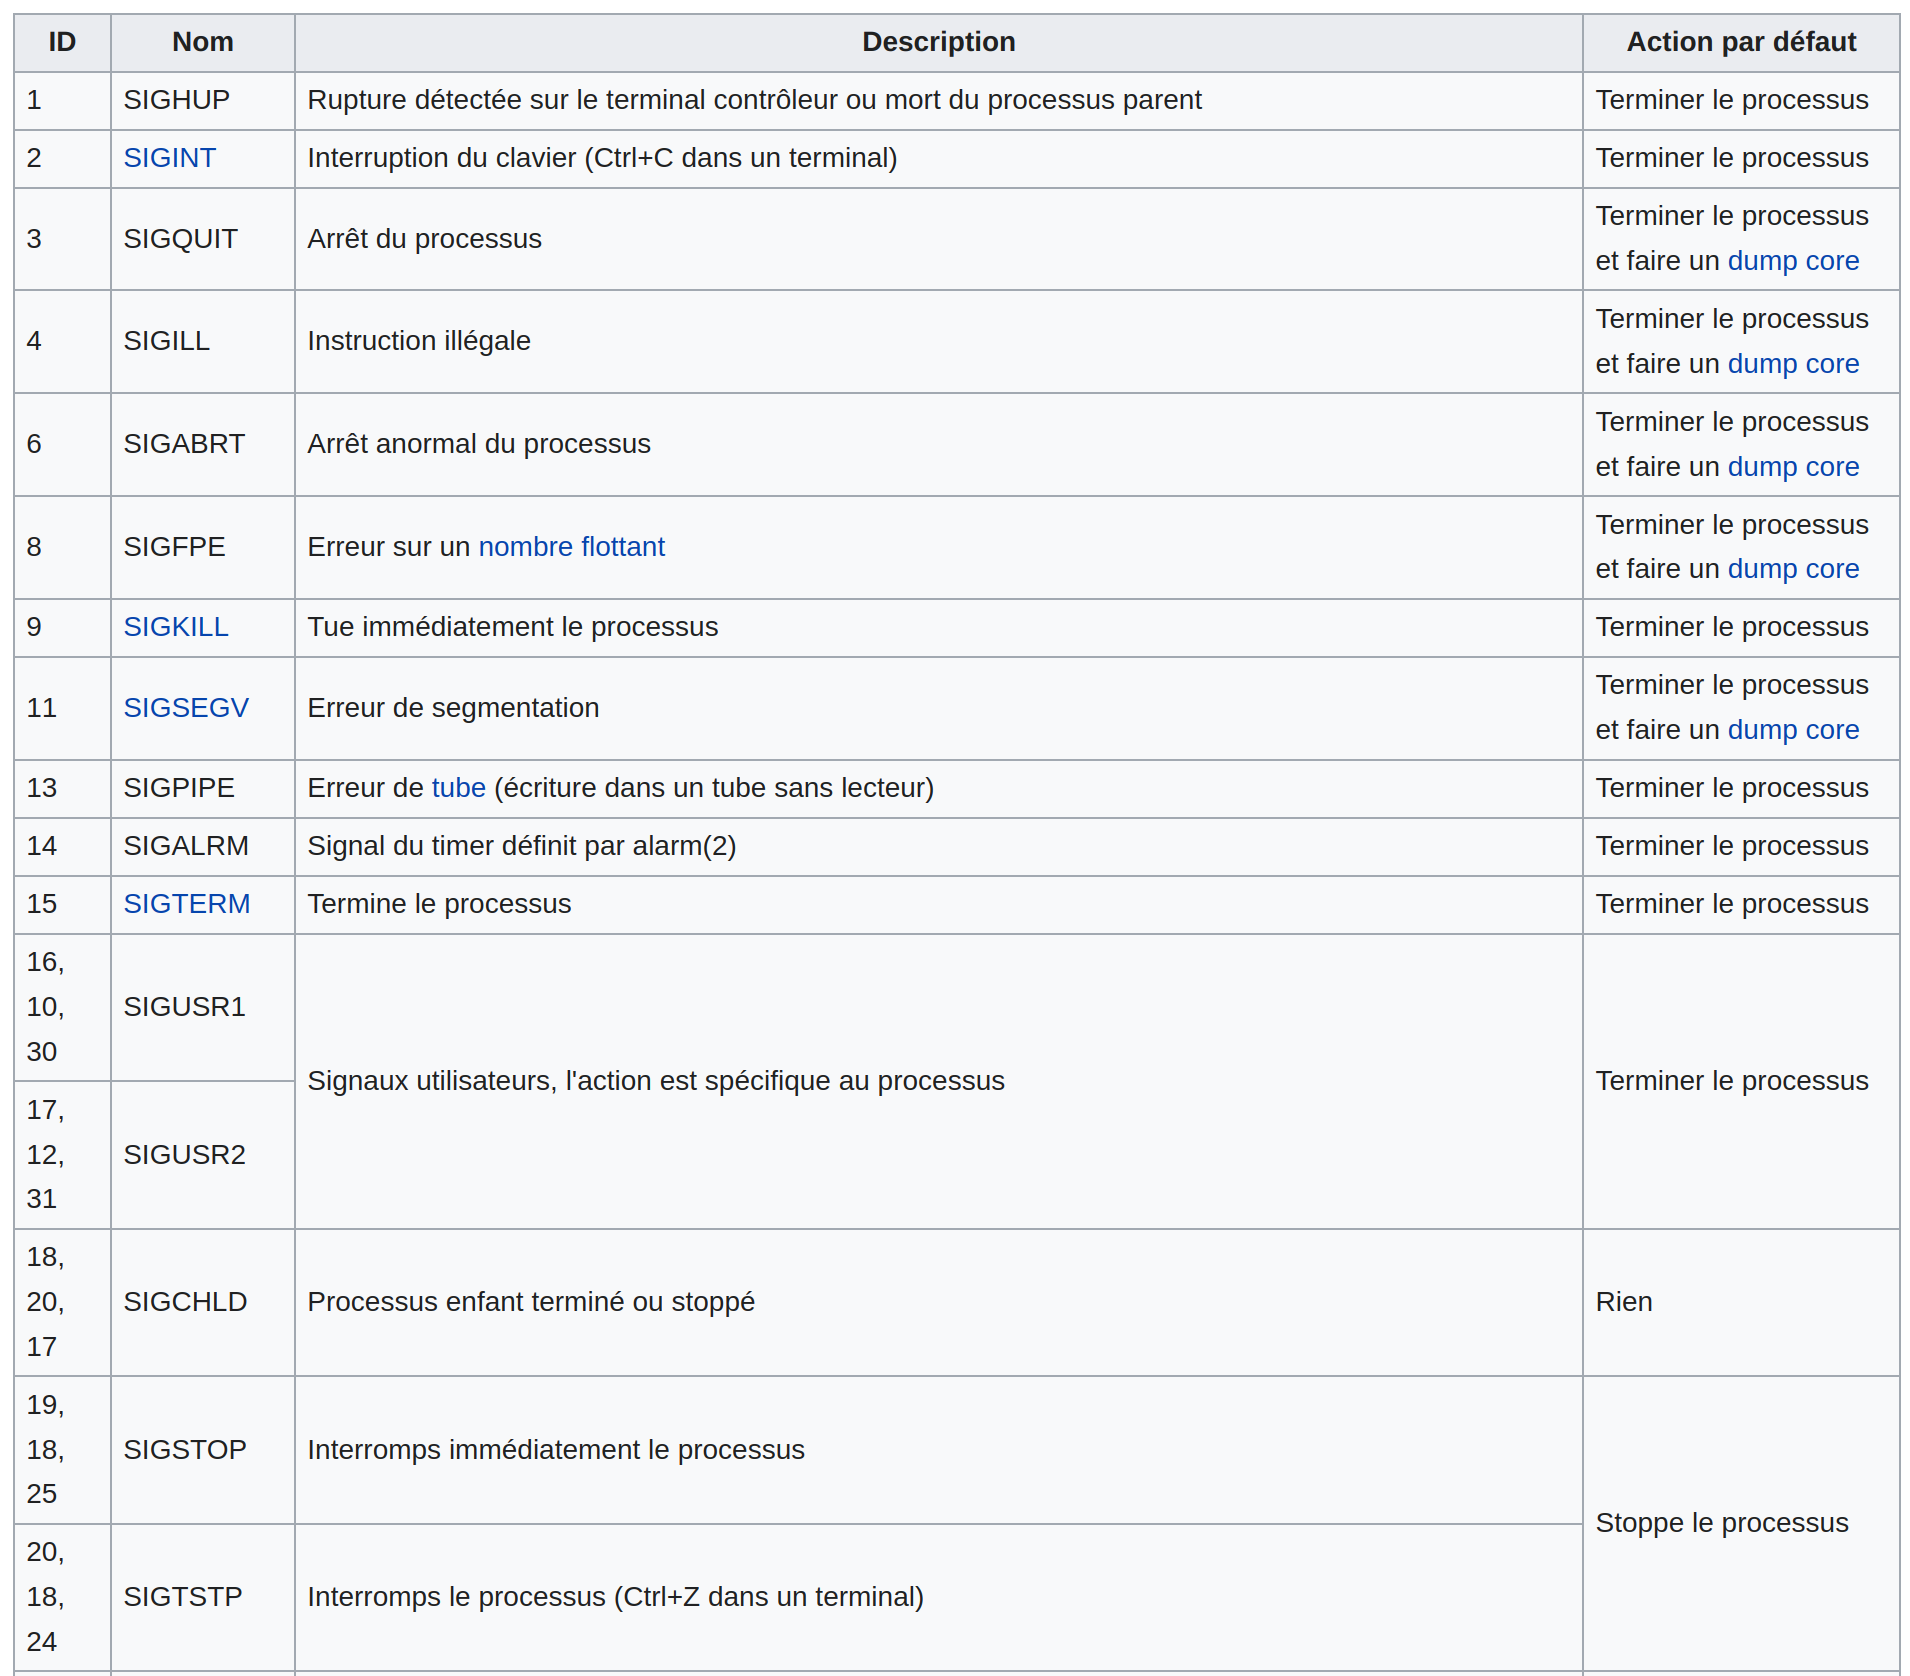 ID Nom Description Action par défaut
1 SIGHUP Rupture détectée sur le terminal contrôleur ou mort du processus parent Terminer le processus
2 SIGINT Interruption du clavier (Ctrl+C dans un terminal) Terminer le processus
3 SIGQUIT Arrêt du processus Terminer le processus
et faire un dump core
4 SIGILL Instruction illégale Terminer le processus
et faire un dump core
6 SIGABRT Arrêt anormal du processus Terminer le processus
et faire un dump core
8 SIGFPE Erreur sur un nombre flottant Terminer le processus
et faire un dump core
9 SIGKILL Tue immédiatement le processus Terminer le processus
11 SIGSEGV Erreur de segmentation Terminer le processus
et faire un dump core
13 SIGPIPE Erreur de tube (écriture dans un tube sans lecteur) Terminer le processus
14 SIGALRM Signal du timer définit par alarm(2) Terminer le processus
15 SIGTERM Termine le processus Terminer le processus
16,
10,
30
SIGUSR1
Signaux utilisateurs, l'action est spécifique au processus
Terminer le processus
17,
12,
31
SIGUSR2
18,
20,
17
SIGCHLD
Processus enfant terminé ou stoppé
Rien
19,
18,
25
SIGSTOP
Interromps immédiatement le processus
Stoppe le processus
20,
18,
24
SIGTSTP
Interromps le processus (Ctrl+Z dans un terminal)